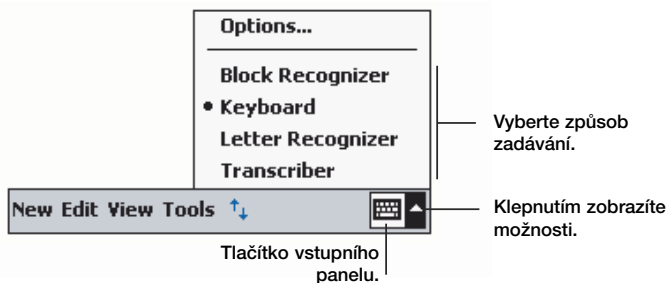 Options...
Block Recognizer
Keyboard
Letter Recognizer
Transcriber
Vyberte způsob
zadávání.
New Edit View Tools
Klepnutím zobrazíte
možnosti.
Tlačítko vstupního
panelu.